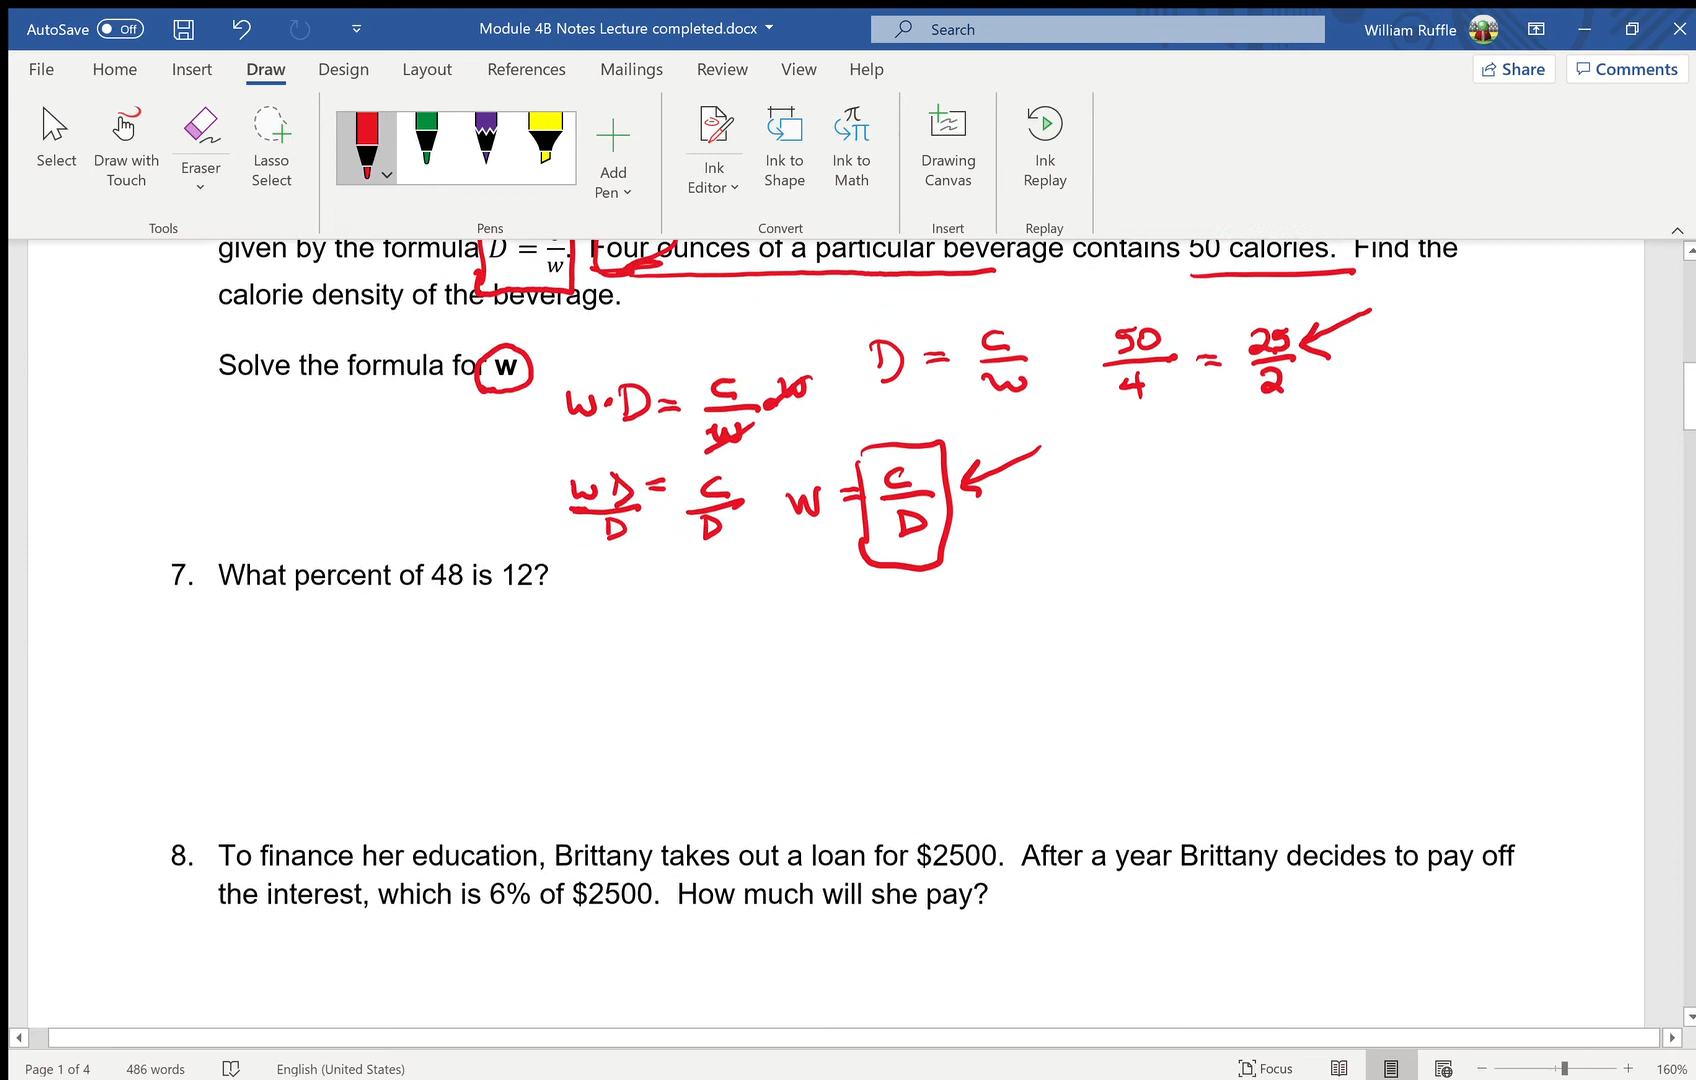 AutoSave Off Module 4B Notes Lecture completed.docx Search William Ruffle
File Home Insert Draw Design Layout References Mailings Review View Help Share Comments
Select Draw with Touch Eraser Lasso Select Add Pen Ink Editor Ink to Shape Ink to Math Drawing Canvas Ink Replay
Tools Pens Convert Insert Replay
given by the formula D = c/w. Four ounces of a particular beverage contains 50 calories. Find the
calorie density of the beverage.
D = c/w 50/4 = 25/2
Solve the formula for w
w·D = c/w · w
wD/D = c/D w = c/D
7. What percent of 48 is 12?
8. To finance her education, Brittany takes out a loan for $2500. After a year Brittany decides to pay off
the interest, which is 6% of $2500. How much will she pay?
Page 1 of 4 486 words English (United States) Focus 160%